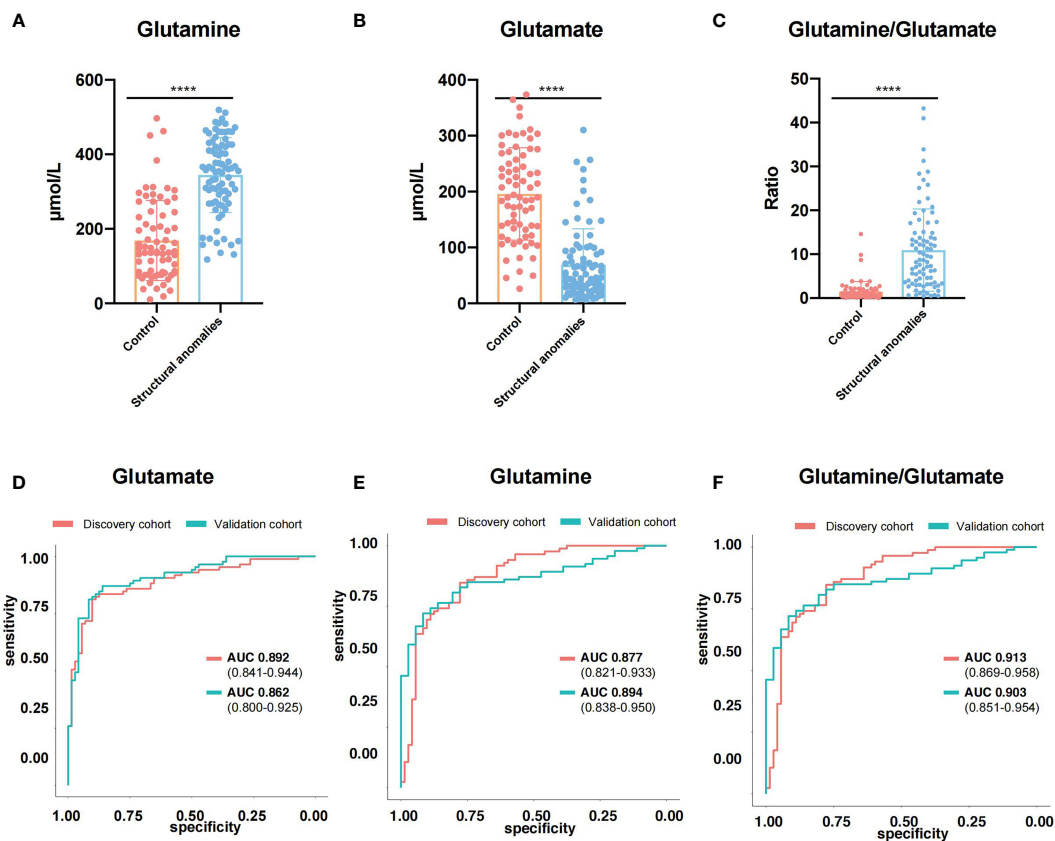 A
Glutamine
B
Glutamate
C
Glutamine/Glutamate
600
400
200
0
µmol/L
****
Control
Structural anomalies
400
300
200
100
0
µmol/L
****
Control
Structural anomalies
50
40
30
20
10
0
Ratio
****
Control
Structural anomalies
D
Glutamate
Discovery cohort
Validation cohort
1.00
0.75
0.50
0.25
0.00
sensitivity
AUC 0.892
(0.841-0.944)
AUC 0.862
(0.800-0.925)
1.00
0.75
0.50
0.25
0.00
specificity
E
Glutamine
Discovery cohort
Validation cohort
1.00
0.75
0.50
0.25
0.00
sensitivity
AUC 0.877
(0.821-0.933)
AUC 0.894
(0.838-0.950)
1.00
0.75
0.50
0.25
0.00
specificity
F
Glutamine/Glutamate
Discovery cohort
Validation cohort
1.00
0.75
0.50
0.25
0.00
sensitivity
AUC 0.913
(0.869-0.958)
AUC 0.903
(0.851-0.954)
1.00
0.75
0.50
0.25
0.00
specificity